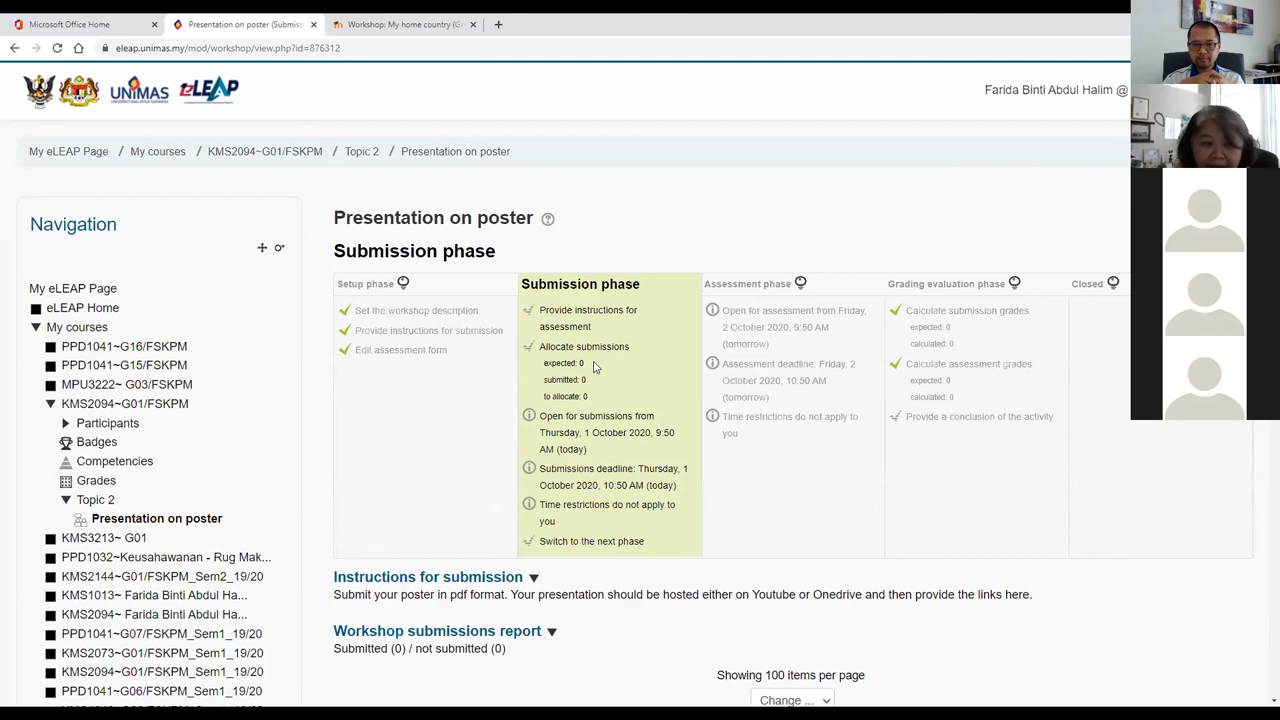 Microsoft Office Home
Presentation on poster (Submiss
Workshop: My home country (G
eleap.unimas.my/mod/workshop/view.php?id=876312
UNIMAS
eLEAP
Farida Binti Abdul Halim @
My eLEAP Page / My courses / KMS2094~G01/FSKPM / Topic 2 / Presentation on poster
Navigation
My eLEAP Page
eLEAP Home
My courses
PPD1041~G16/FSKPM
PPD1041~G15/FSKPM
MPU3222~ G03/FSKPM
KMS2094~G01/FSKPM
Participants
Badges
Competencies
Grades
Topic 2
Presentation on poster
KMS3213~ G01
PPD1032~Keusahawanan - Rug Mak...
KMS2144~G01/FSKPM_Sem2_19/20
KMS1013~ Farida Binti Abdul Ha...
KMS2094~ Farida Binti Abdul Ha...
PPD1041~G07/FSKPM_Sem1_19/20
KMS2073~G01/FSKPM_Sem1_19/20
KMS2094~G01/FSKPM_Sem1_19/20
PPD1041~G06/FSKPM_Sem1_19/20
Presentation on poster
Submission phase
Setup phase
Set the workshop description
Provide instructions for submission
Edit assessment form
Submission phase
Provide instructions for
assessment
Allocate submissions
expected: 0
submitted: 0
to allocate: 0
Open for submissions from
Thursday, 1 October 2020, 9:50
AM (today)
Submissions deadline: Thursday, 1
October 2020, 10:50 AM (today)
Time restrictions do not apply to
you
Switch to the next phase
Assessment phase
Open for assessment from Friday,
2 October 2020, 9:50 AM
(tomorrow)
Assessment deadline: Friday, 2
October 2020, 10:50 AM
(tomorrow)
Time restrictions do not apply to
you
Grading evaluation phase
Calculate submission grades
expected: 0
calculated: 0
Calculate assessment grades
expected: 0
calculated: 0
Provide a conclusion of the activity
Closed
Instructions for submission
Submit your poster in pdf format. Your presentation should be hosted either on Youtube or Onedrive and then provide the links here.
Workshop submissions report
Submitted (0) / not submitted (0)
Showing 100 items per page
Change ...